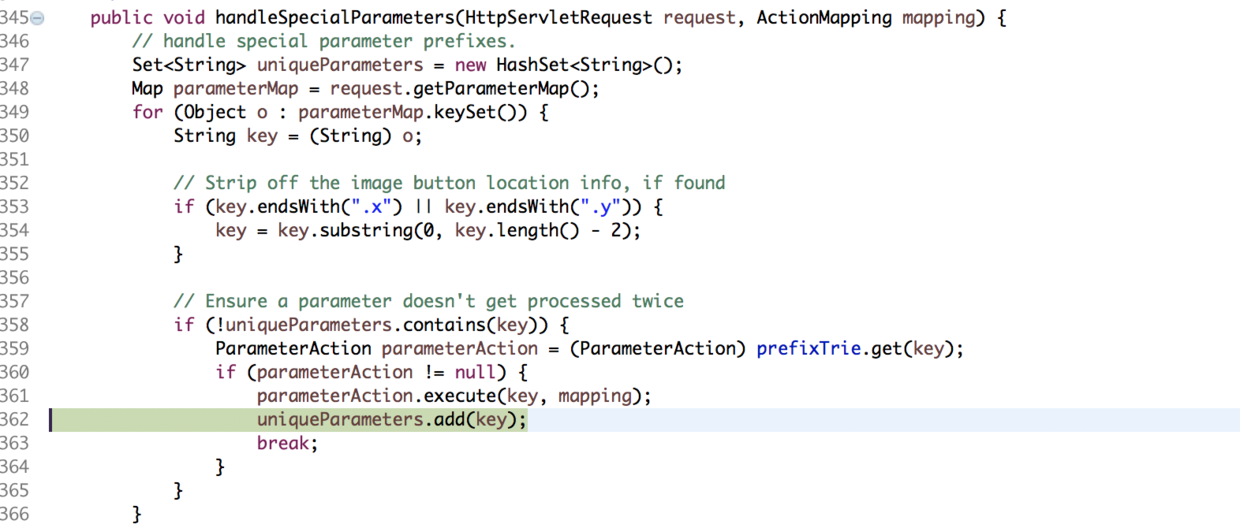 345 public void handleSpecialParameters(HttpServletRequest request, ActionMapping mapping) {
346 // handle special parameter prefixes.
347 Set<String> uniqueParameters = new HashSet<String>();
348 Map parameterMap = request.getParameterMap();
349 for (Object o : parameterMap.keySet()) {
350 String key = (String) o;
351
352 // Strip off the image button location info, if found
353 if (key.endsWith(".x") || key.endsWith(".y")) {
354 key = key.substring(0, key.length() - 2);
355 }
356
357 // Ensure a parameter doesn't get processed twice
358 if (!uniqueParameters.contains(key)) {
359 ParameterAction parameterAction = (ParameterAction) prefixTrie.get(key);
360 if (parameterAction != null) {
361 parameterAction.execute(key, mapping);
362 uniqueParameters.add(key);
363 break;
364 }
365 }
366 }